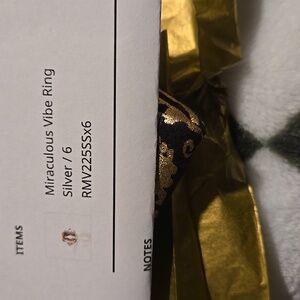 ITEMS
Miraculous Vibe Ring
Silver / 6
RMV225SSx6
NOTES